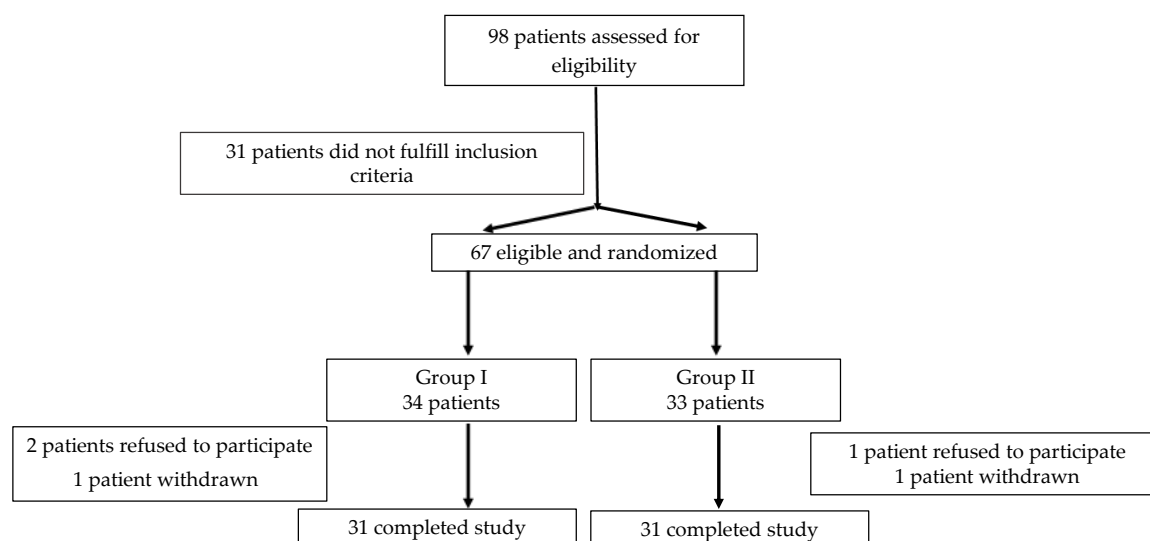 98 patients assessed for
eligibility
31 patients did not fulfill inclusion
criteria
67 eligible and randomized
Group I
34 patients
Group II
33 patients
2 patients refused to participate
1 patient withdrawn
1 patient refused to participate
1 patient withdrawn
31 completed study
31 completed study